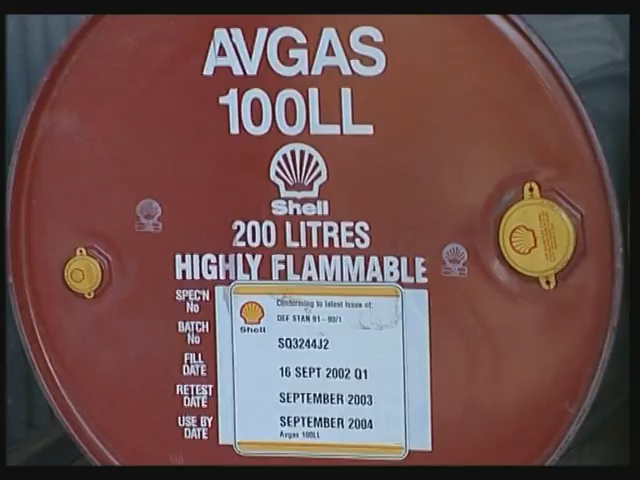 AVGAS
100LL
Shell
200 LITRES
HIGHLY FLAMMABLE
SPEC'N No
Conforming to latest issue of:
DEF STAN 91 - 90/1
Shell
BATCH No
SQ3244J2
FILL DATE
16 SEPT 2002 Q1
RETEST DATE
SEPTEMBER 2003
USE BY DATE
SEPTEMBER 2004
Avgas 100LL